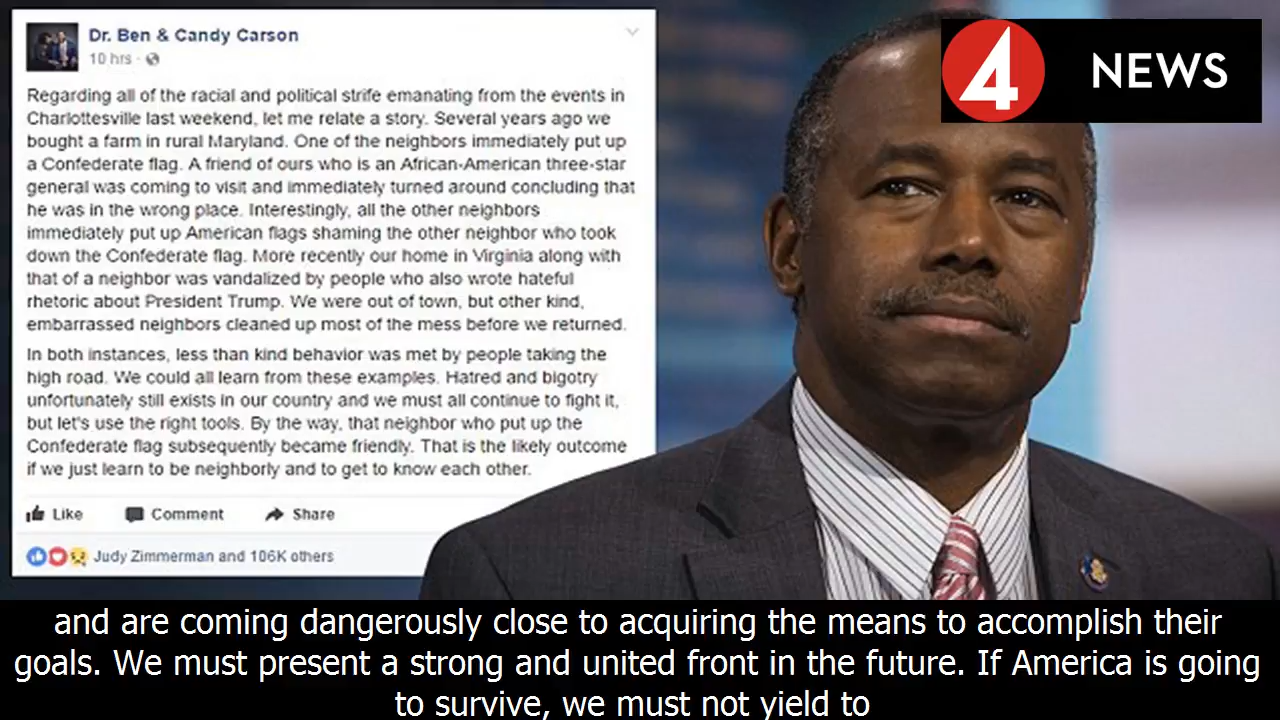 Dr. Ben & Candy Carson
10 hrs ·
Regarding all of the racial and political strife emanating from the events in
Charlottesville last weekend, let me relate a story. Several years ago we
bought a farm in rural Maryland. One of the neighbors immediately put up
a Confederate flag. A friend of ours who is an African-American three-star
general was coming to visit and immediately turned around concluding that
he was in the wrong place. Interestingly, all the other neighbors
immediately put up American flags shaming the other neighbor who took
down the Confederate flag. More recently our home in Virginia along with
that of a neighbor was vandalized by people who also wrote hateful
rhetoric about President Trump. We were out of town, but other kind,
embarrassed neighbors cleaned up most of the mess before we returned.
In both instances, less than kind behavior was met by people taking the
high road. We could all learn from these examples. Hatred and bigotry
unfortunately still exists in our country and we must all continue to fight it,
but let's use the right tools. By the way, that neighbor who put up the
Confederate flag subsequently became friendly. That is the likely outcome
if we just learn to be neighborly and to get to know each other.
Like Comment Share
Judy Zimmerman and 106K others
4 NEWS
and are coming dangerously close to acquiring the means to accomplish their
goals. We must present a strong and united front in the future. If America is going
to survive, we must not yield to